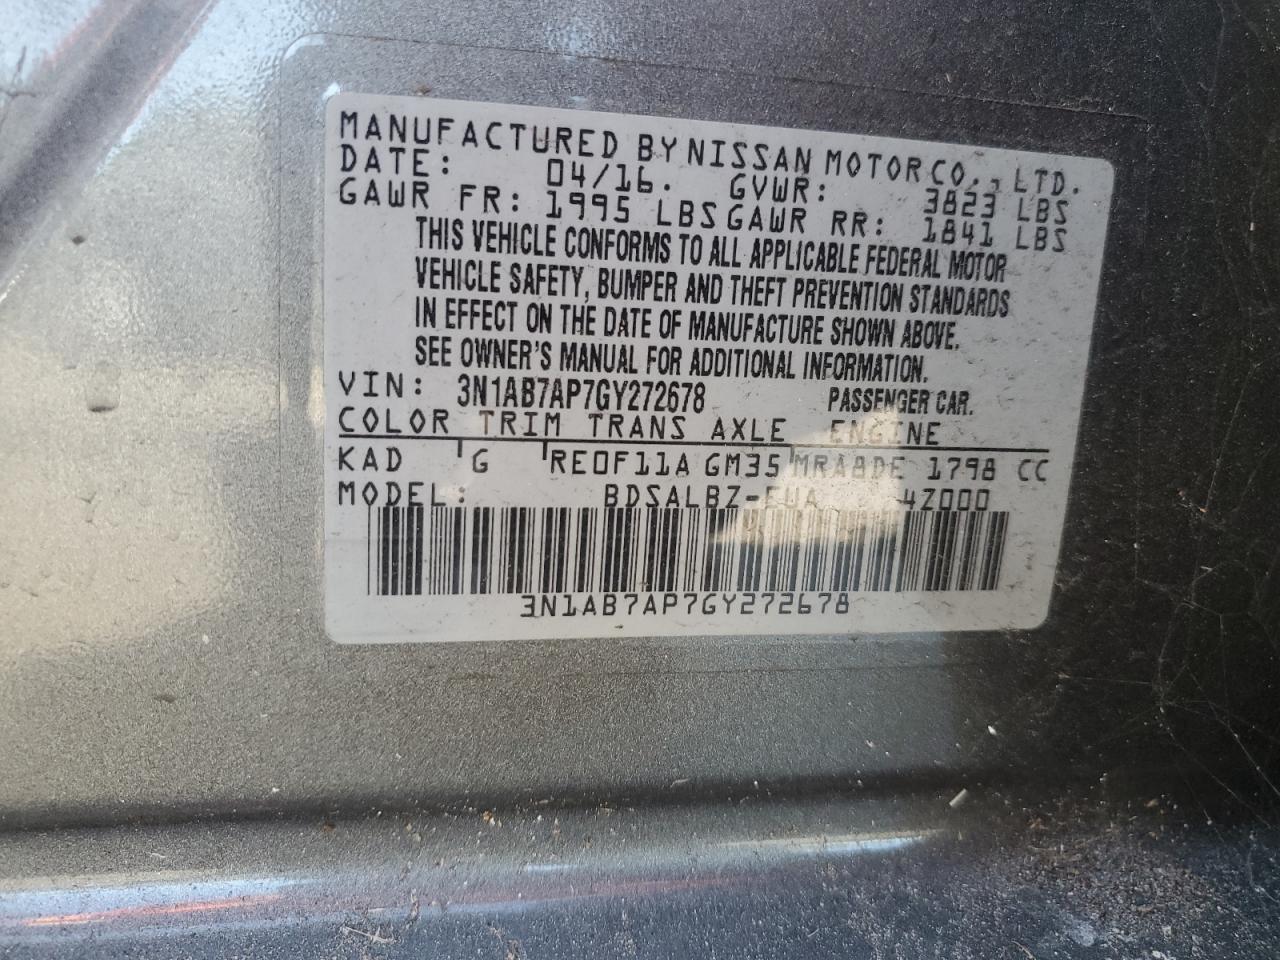 MANUFACTURED BY NISSAN MOTOR CO., LTD.
DATE: 04/16. GVWR: 3823 LBS
GAWR FR: 1995 LBS GAWR RR: 1841 LBS
THIS VEHICLE CONFORMS TO ALL APPLICABLE FEDERAL MOTOR
VEHICLE SAFETY, BUMPER AND THEFT PREVENTION STANDARDS
IN EFFECT ON THE DATE OF MANUFACTURE SHOWN ABOVE.
SEE OWNER'S MANUAL FOR ADDITIONAL INFORMATION.
VIN: 3N1AB7AP7GY272678 PASSENGER CAR.
COLOR TRIM TRANS AXLE ENGINE
KAD G RE0F11A GM35 MRA8DE 1798 CC
MODEL: BDSALBZ-EUA 4Z000
3N1AB7AP7GY272678